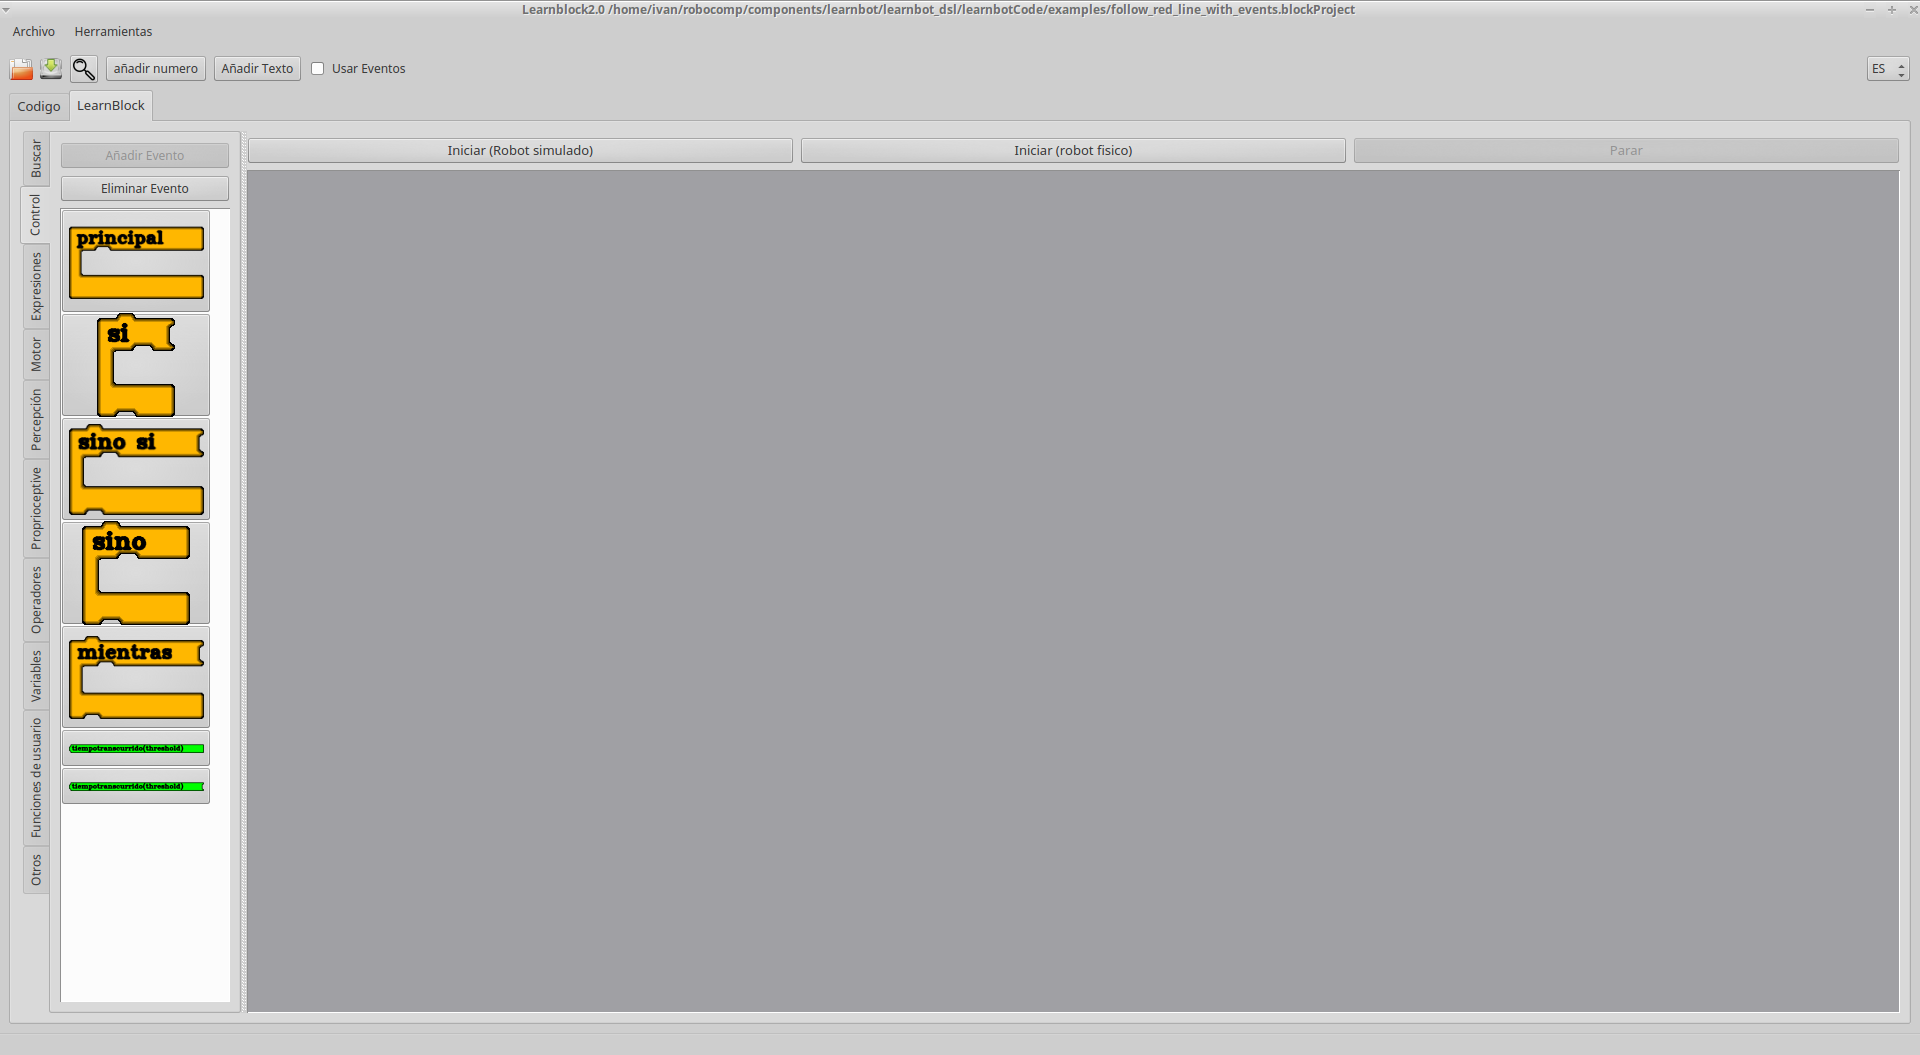 Learnblock2.0 /home/ivan/robocomp/components/learnbot/learnbot_dsl/learnbotCode/examples/follow_red_line_with_events.blockProject
Archivo Herramientas
añadir numero Añadir Texto Usar Eventos ES
Codigo LearnBlock
Buscar
Control
Expresiones
Motor
Percepción
Proprioceptive
Operadores
Variables
Funciones de usuario
Otros
Añadir Evento
Eliminar Evento
Iniciar (Robot simulado) Iniciar (robot fisico) Parar
principal
si
sino si
sino
mientras
tiempotranscurrido(threshold)
tiempotranscurrido(threshold)